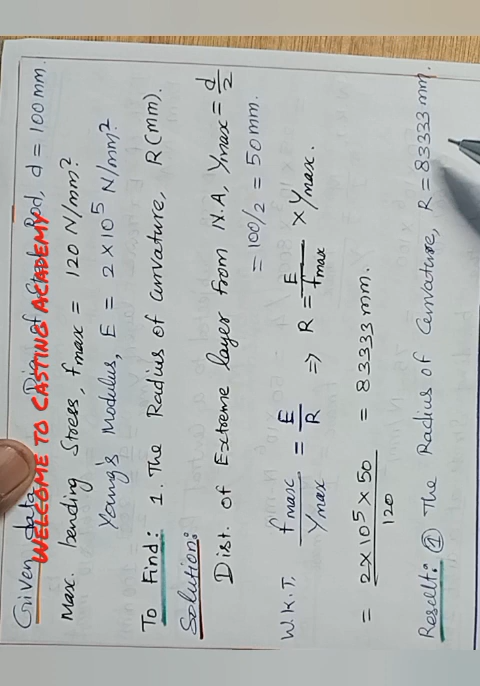 Given data
WELCOME TO CASTING ACADEMY
Rod, d = 100 mm.
Max. bending Stress, fmax = 120 N/mm²
Young's Modulus, E = 2 × 10⁵ N/mm²
To Find: 1. The Radius of Curvature, R (mm).
Solution:
Dist. of Extreme layer from N.A, Ymax = d/2
= 100/2 = 50 mm.
W.K.T, fmax/Ymax = E/R ⇒ R = E/fmax × Ymax.
= 2×10⁵ × 50/120 = 83333 mm.
Result: ① The Radius of Curvature, R = 83333 mm.